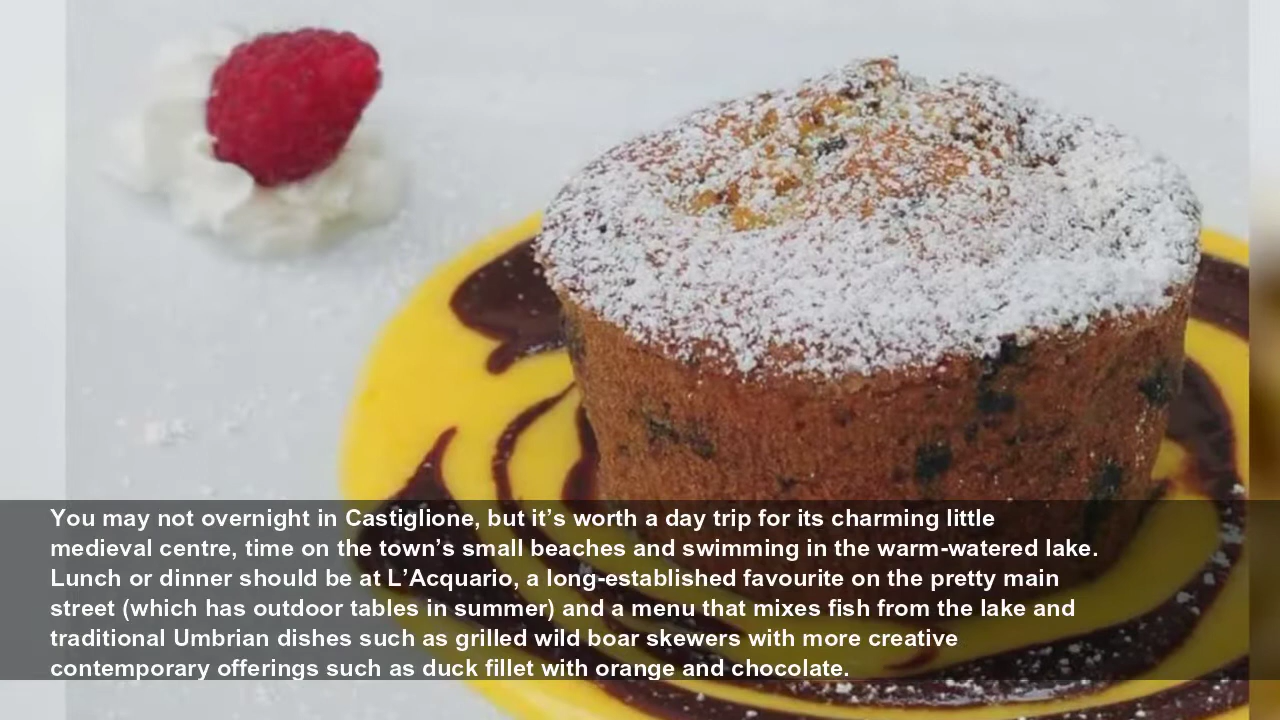 You may not overnight in Castiglione, but it’s worth a day trip for its charming little
medieval centre, time on the town’s small beaches and swimming in the warm-watered lake.
Lunch or dinner should be at L’Acquario, a long-established favourite on the pretty main
street (which has outdoor tables in summer) and a menu that mixes fish from the lake and
traditional Umbrian dishes such as grilled wild boar skewers with more creative
contemporary offerings such as duck fillet with orange and chocolate.